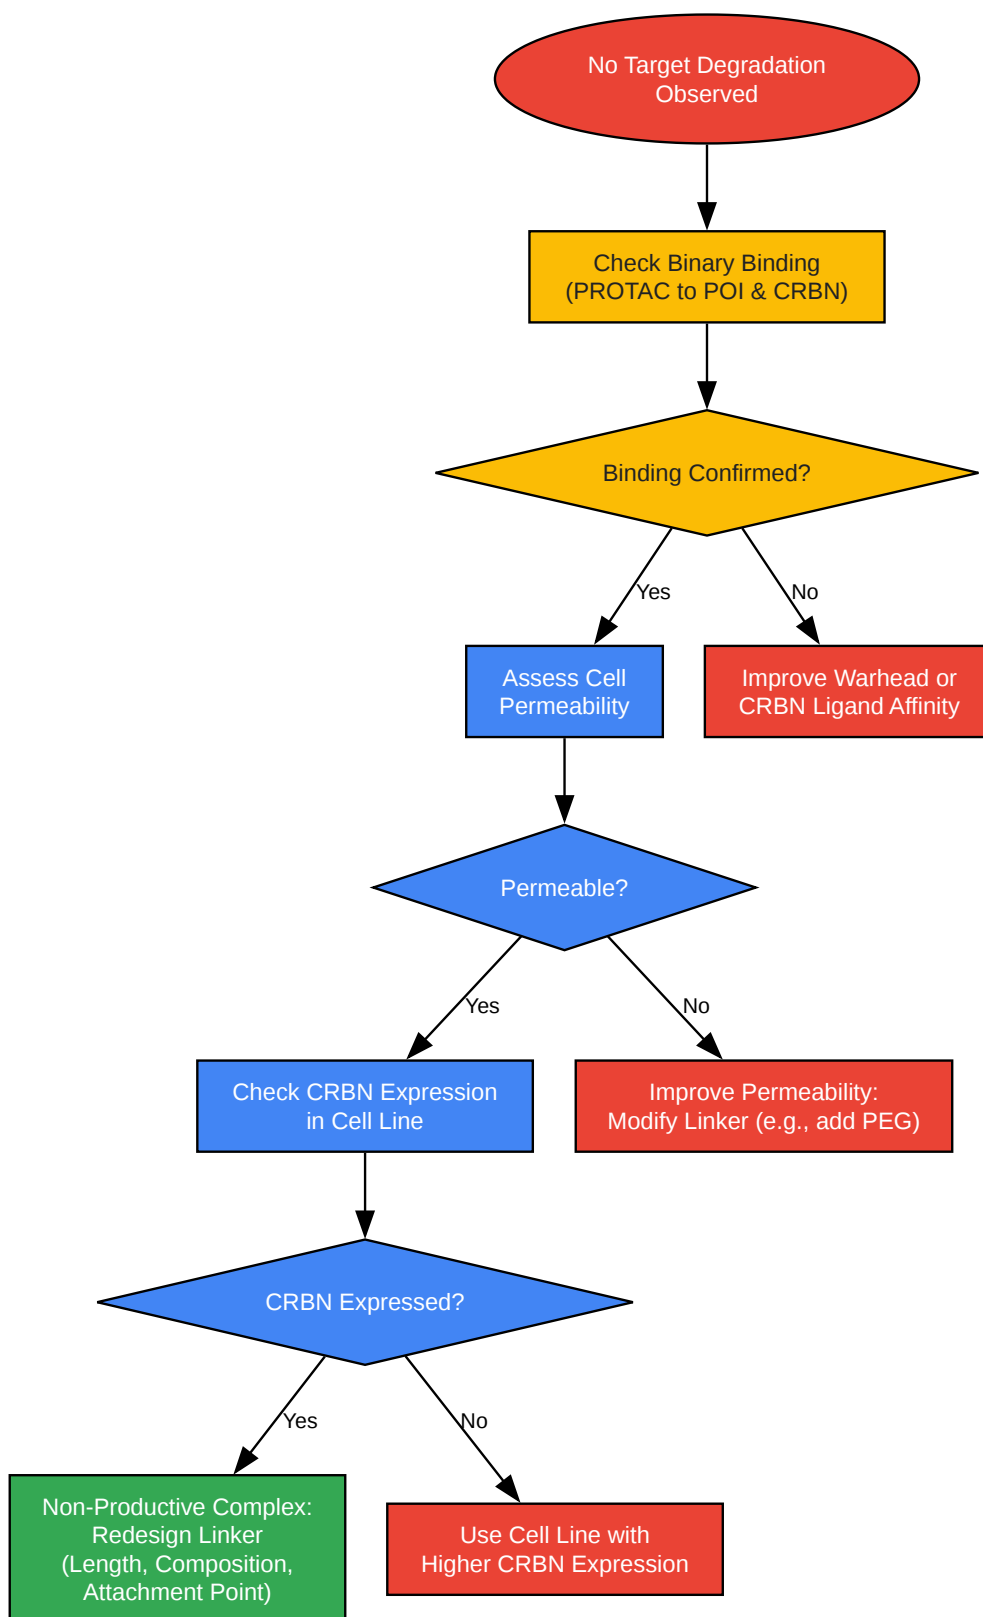 No Target Degradation
Observed
Check Binary Binding
(PROTAC to POI & CRBN)
Binding Confirmed?
Yes
No
Assess Cell
Permeability
Improve Warhead or
CRBN Ligand Affinity
Permeable?
Yes
No
Check CRBN Expression
in Cell Line
Improve Permeability:
Modify Linker (e.g., add PEG)
CRBN Expressed?
Yes
No
Non-Productive Complex:
Redesign Linker
(Length, Composition,
Attachment Point)
Use Cell Line with
Higher CRBN Expression